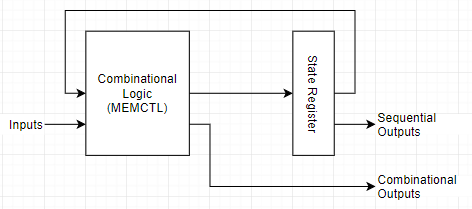 Combinational
Logic
(MEMCTL)
State Register
Inputs
Sequential
Outputs
Combinational
Outputs